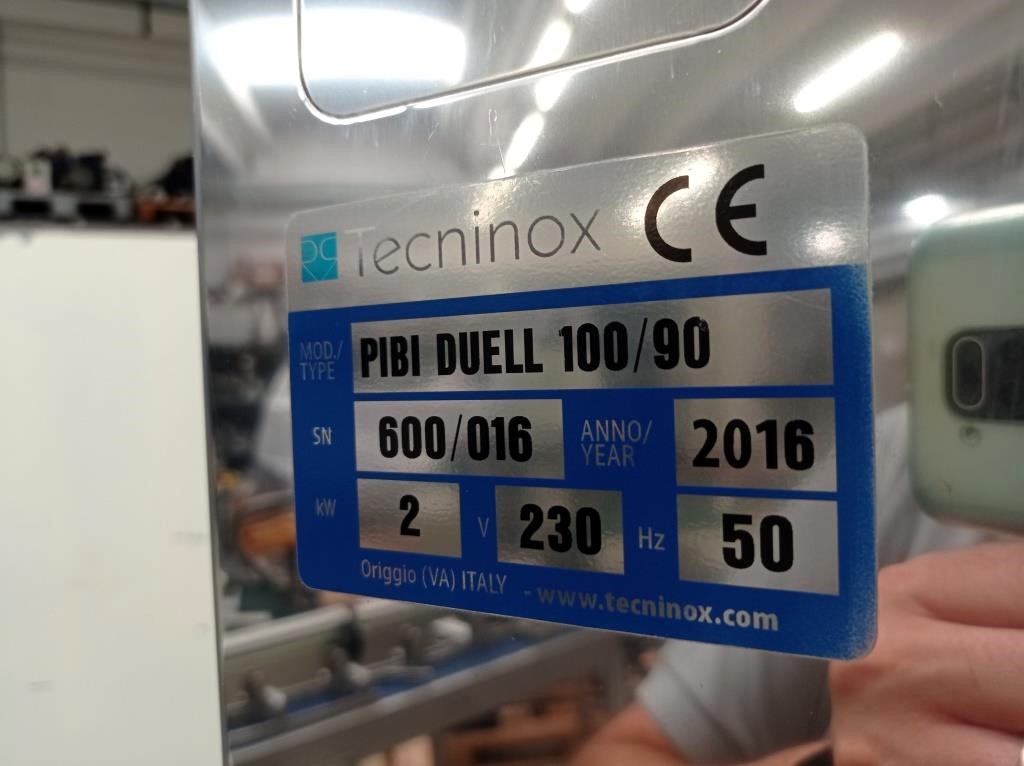 Tecninox CE
MOD./TYPE PIBI DUELL 100/90
SN 600/016 ANNO/YEAR 2016
kW 2 V 230 Hz 50
Origgio (VA) ITALY - www.tecninox.com